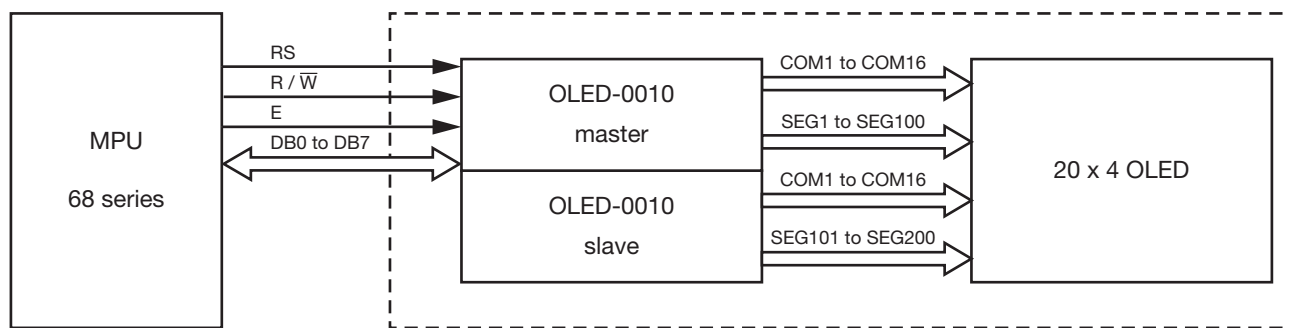 MPU
68 series
RS
R / W̅
E
DB0 to DB7
OLED-0010
master
OLED-0010
slave
COM1 to COM16
SEG1 to SEG100
COM1 to COM16
SEG101 to SEG200
20 x 4 OLED